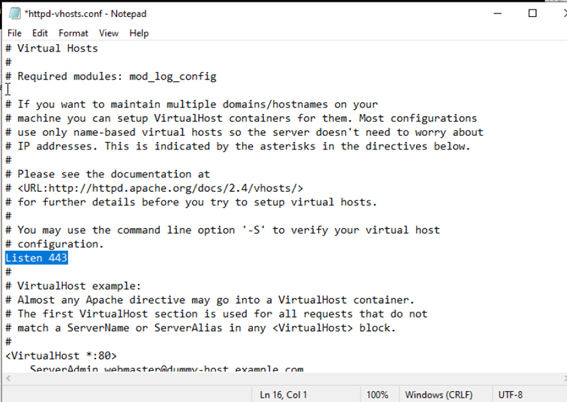 *httpd-vhosts.conf - Notepad
File Edit Format View Help
# Virtual Hosts
#
# Required modules: mod_log_config

# If you want to maintain multiple domains/hostnames on your
# machine you can setup VirtualHost containers for them. Most configurations
# use only name-based virtual hosts so the server doesn't need to worry about
# IP addresses. This is indicated by the asterisks in the directives below.
#
# Please see the documentation at
# <URL:http://httpd.apache.org/docs/2.4/vhosts/>
# for further details before you try to setup virtual hosts.
#
# You may use the command line option '-S' to verify your virtual host
# configuration.
Listen 443
#
# VirtualHost example:
# Almost any Apache directive may go into a VirtualHost container.
# The first VirtualHost section is used for all requests that do not
# match a ServerName or ServerAlias in any <VirtualHost> block.
#
<VirtualHost *:80>
ServerAdmin webmaster@dummy-host.example.com
Ln 16, Col 1 100% Windows (CRLF) UTF-8